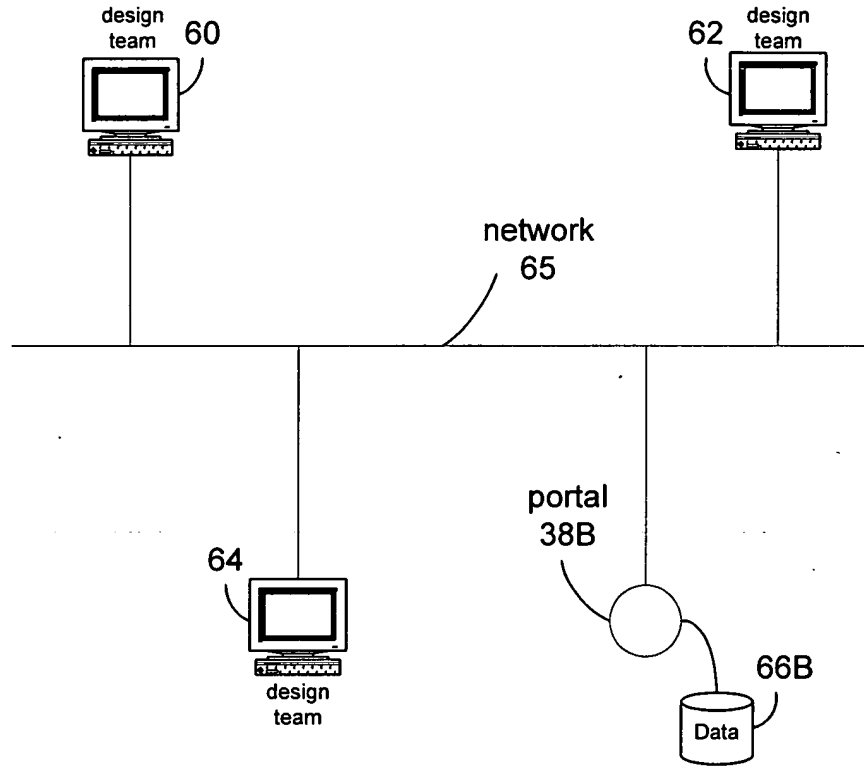 design
team
60
62
design
team
network
65
portal
38B
64
design
team
66B
Data